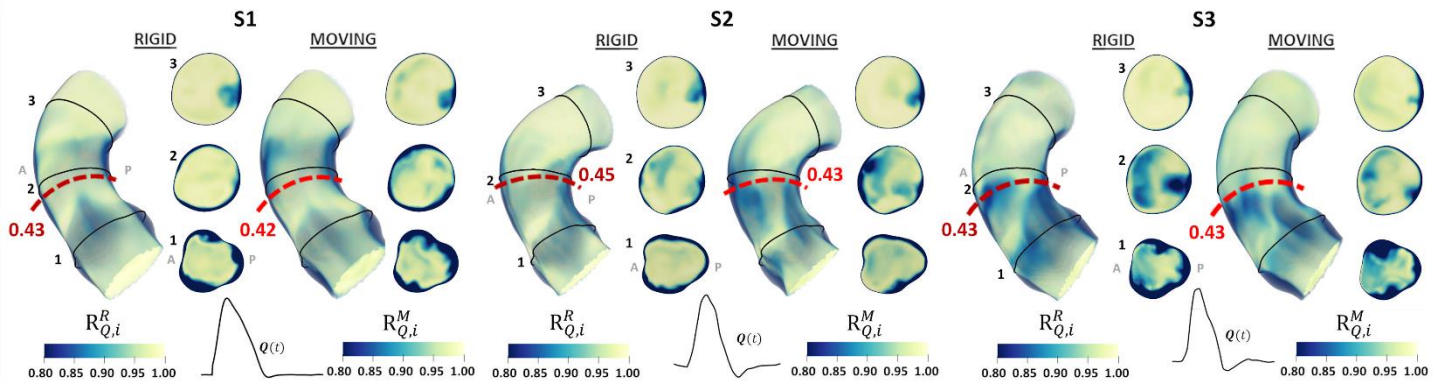 S1
RIGID
MOVING
3
3
2
A
P
2
0.43
0.42
1
1
A
P
R^R_{Q,i}
Q(t)
R^M_{Q,i}
0.80 0.85 0.90 0.95 1.00
0.80 0.85 0.90 0.95 1.00
S2
RIGID
MOVING
3
3
2
2
0.45
0.43
A
P
1
1
A
P
R^R_{Q,i}
Q(t)
R^M_{Q,i}
0.80 0.85 0.90 0.95 1.00
0.80 0.85 0.90 0.95 1.00
S3
RIGID
MOVING
3
3
2
A
P
2
0.43
0.43
1
1
A
P
R^R_{Q,i}
Q(t)
R^M_{Q,i}
0.80 0.85 0.90 0.95 1.00
0.80 0.85 0.90 0.95 1.00